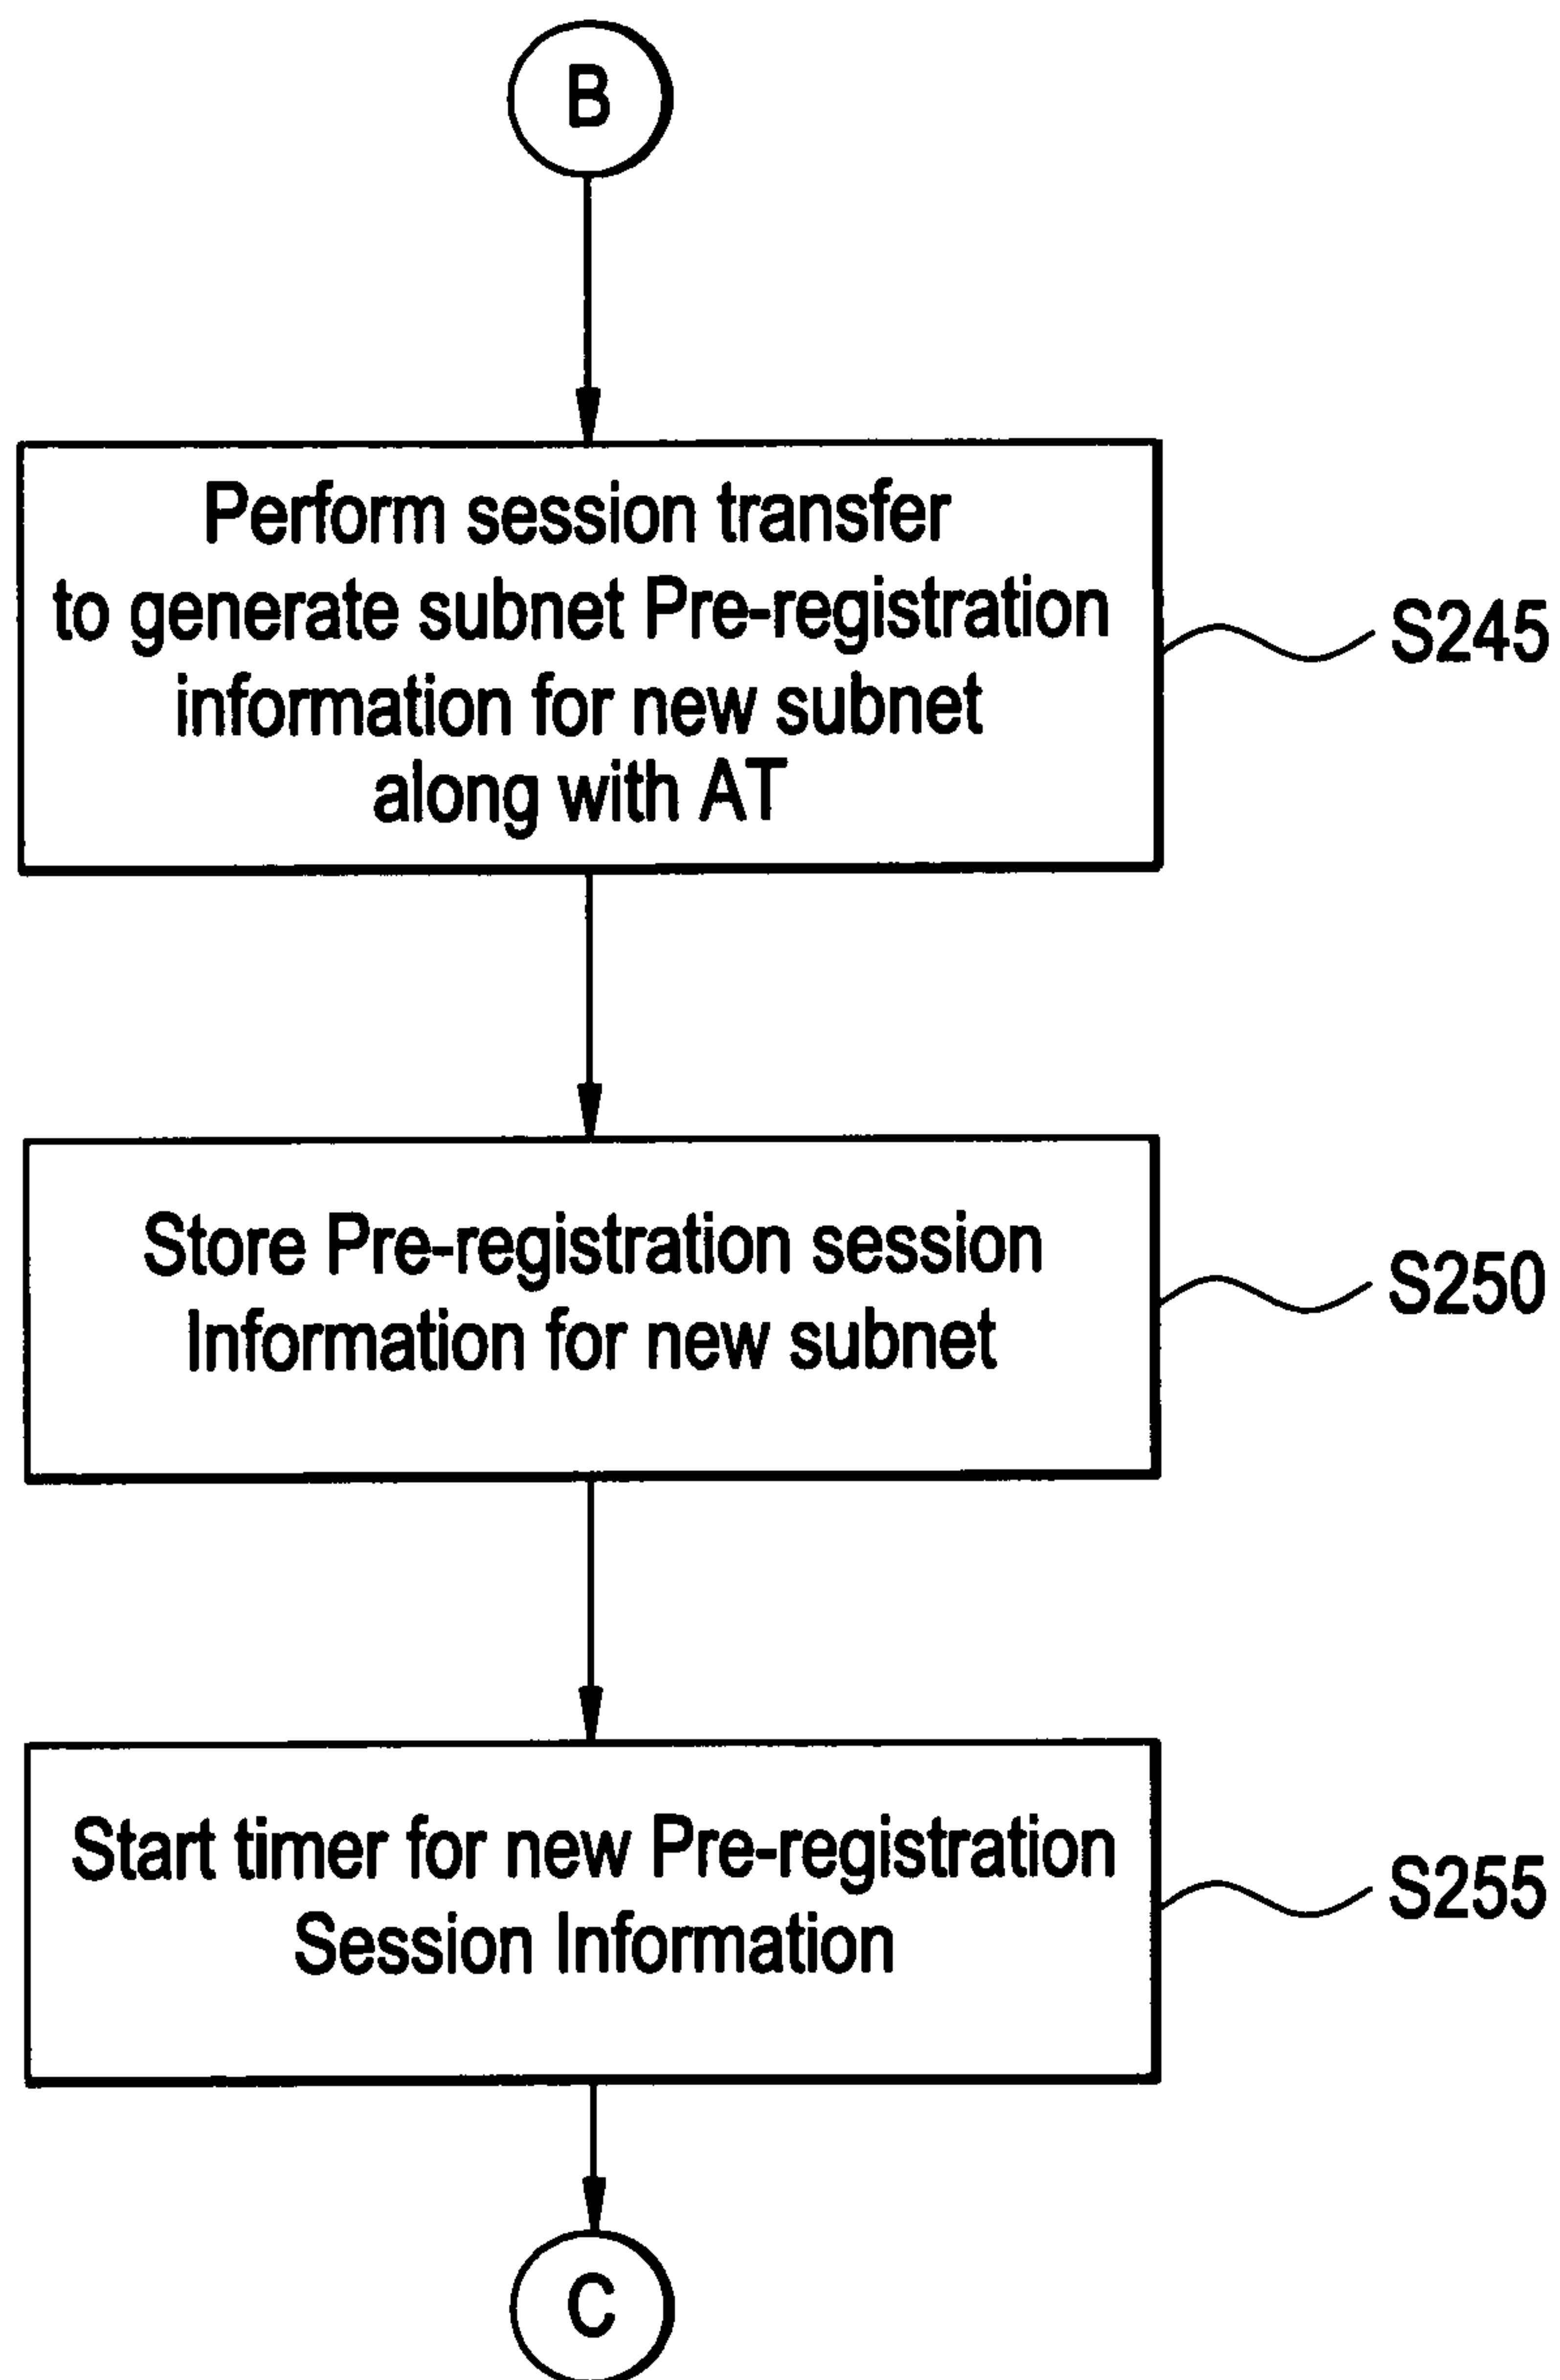 B
Perform session transfer
to generate subnet Pre-registration
information for new subnet
along with AT
S245
Store Pre-registration session
Information for new subnet
S250
Start timer for new Pre-registration
Session Information
S255
C